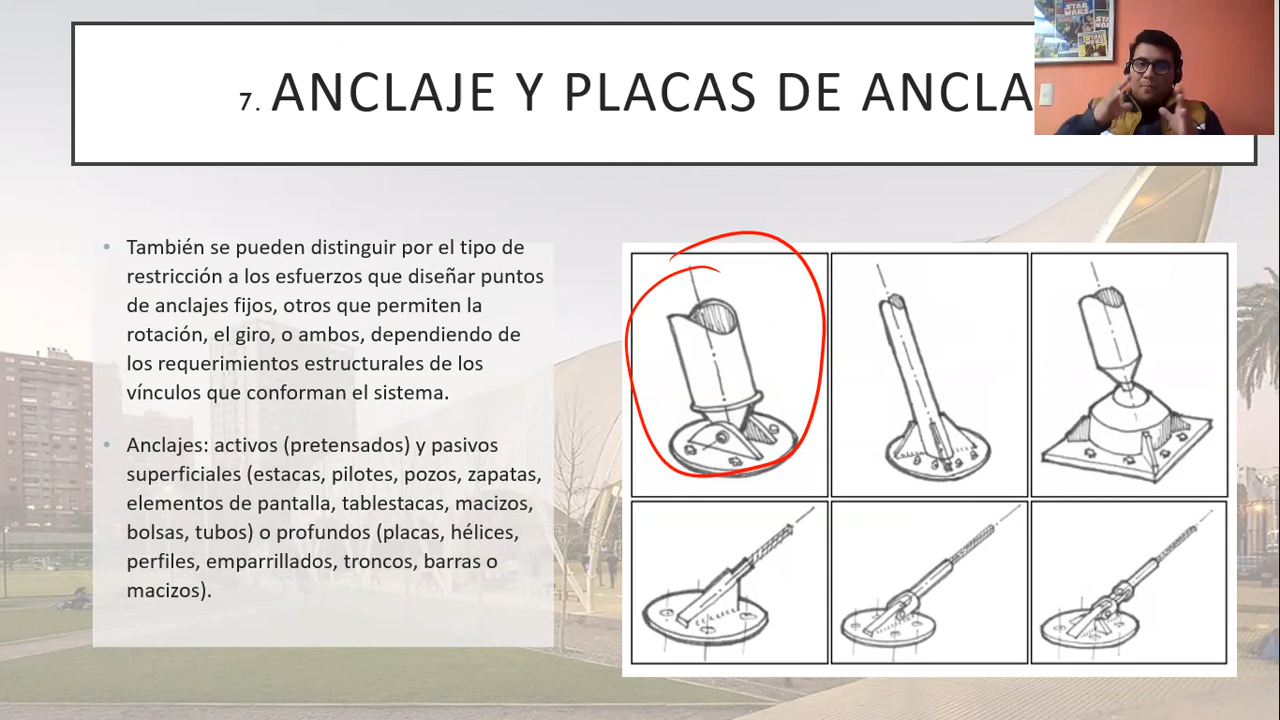 7. ANCLAJE Y PLACAS DE ANCLA
STAR
WARS
También se pueden distinguir por el tipo de
restricción a los esfuerzos que diseñar puntos
de anclajes fijos, otros que permiten la
rotación, el giro, o ambos, dependiendo de
los requerimientos estructurales de los
vínculos que conforman el sistema.
Anclajes: activos (pretensados) y pasivos
superficiales (estacas, pilotes, pozos, zapatas,
elementos de pantalla, tablestacas, macizos,
bolsas, tubos) o profundos (placas, hélices,
perfiles, emparrillados, troncos, barras o
macizos).